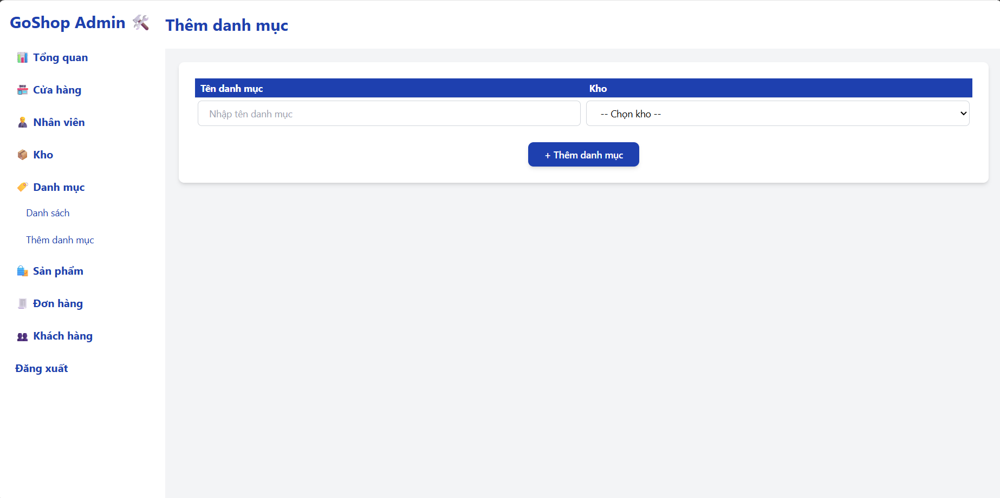 GoShop Admin
Thêm danh mục
Tổng quan
Cửa hàng
Nhân viên
Kho
Danh mục
Danh sách
Thêm danh mục
Sản phẩm
Đơn hàng
Khách hàng
Đăng xuất
Tên danh mục
Kho
Nhập tên danh mục
-- Chọn kho --
+ Thêm danh mục